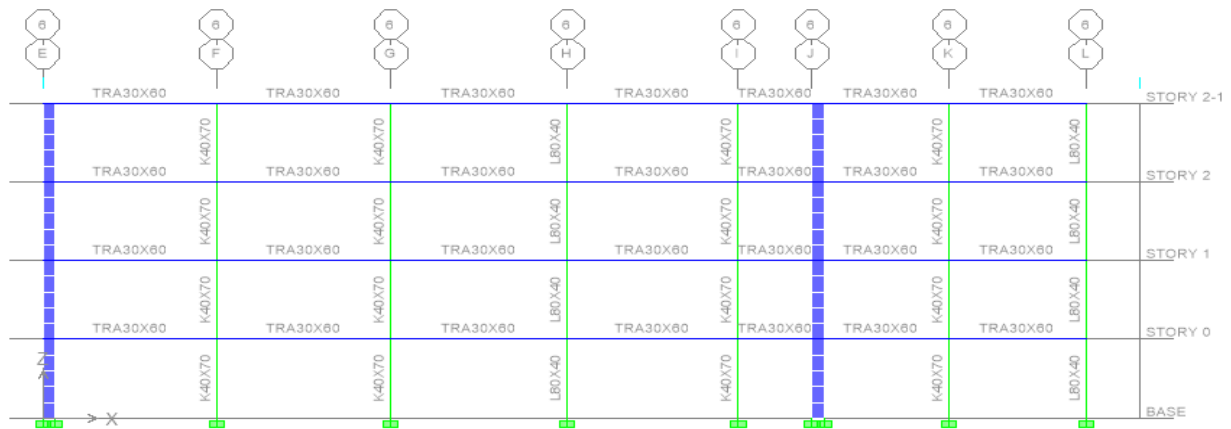 6 6 6 6 6 6 6 6
E F G H I J K L
TRA30X60 TRA30X60 TRA30X60 TRA30X60 TRA30X60 TRA30X60 TRA30X60 STORY 2-1
K40X70 K40X70 L80X40 K40X70 K40X70 L80X40
TRA30X60 TRA30X60 TRA30X60 TRA30X60 TRA30X60 TRA30X60 TRA30X60 STORY 2
K40X70 K40X70 L80X40 K40X70 K40X70 L80X40
TRA30X60 TRA30X60 TRA30X60 TRA30X60 TRA30X60 TRA30X60 TRA30X60 STORY 1
K40X70 K40X70 L80X40 K40X70 K40X70 L80X40
TRA30X60 TRA30X60 TRA30X60 TRA30X60 TRA30X60 TRA30X60 TRA30X60 STORY 0
Z
K40X70 K40X70 L80X40 K40X70 K40X70 L80X40
X BASE